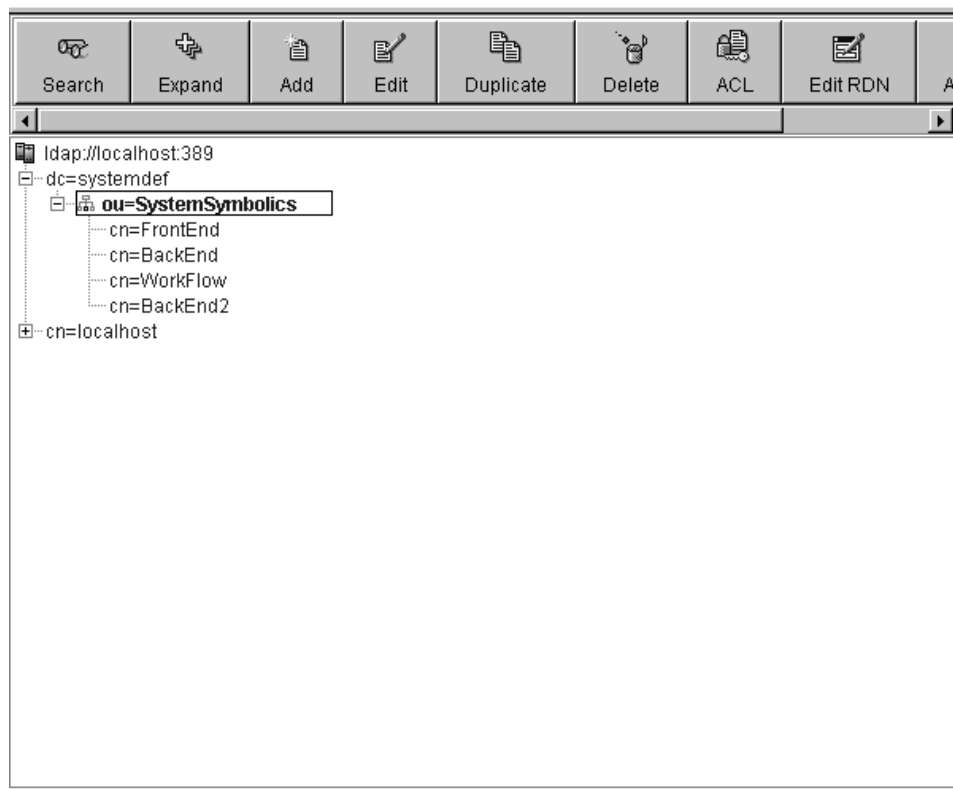 Search Expand Add Edit Duplicate Delete ACL Edit RDN A
ldap://localhost:389
dc=systemdef
ou=SystemSymbolics
cn=FrontEnd
cn=BackEnd
cn=WorkFlow
cn=BackEnd2
cn=localhost